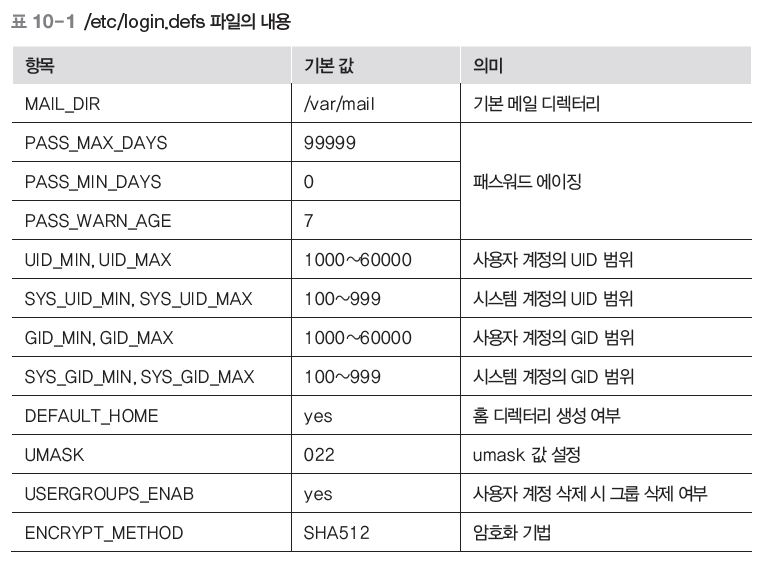 표 10-1 /etc/login.defs 파일의 내용
항목 기본 값 의미
MAIL_DIR /var/mail 기본 메일 디렉터리
PASS_MAX_DAYS 99999
PASS_MIN_DAYS 0 패스워드 에이징
PASS_WARN_AGE 7
UID_MIN, UID_MAX 1000~60000 사용자 계정의 UID 범위
SYS_UID_MIN, SYS_UID_MAX 100~999 시스템 계정의 UID 범위
GID_MIN, GID_MAX 1000~60000 사용자 계정의 GID 범위
SYS_GID_MIN, SYS_GID_MAX 100~999 시스템 계정의 GID 범위
DEFAULT_HOME yes 홈 디렉터리 생성 여부
UMASK 022 umask 값 설정
USERGROUPS_ENAB yes 사용자 계정 삭제 시 그룹 삭제 여부
ENCRYPT_METHOD SHA512 암호화 기법